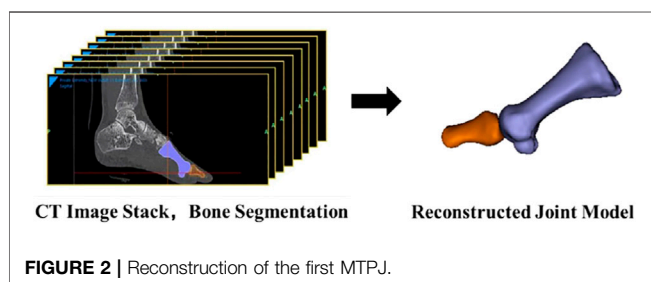 CT Image Stack, Bone Segmentation
Reconstructed Joint Model
FIGURE 2 | Reconstruction of the first MTPJ.